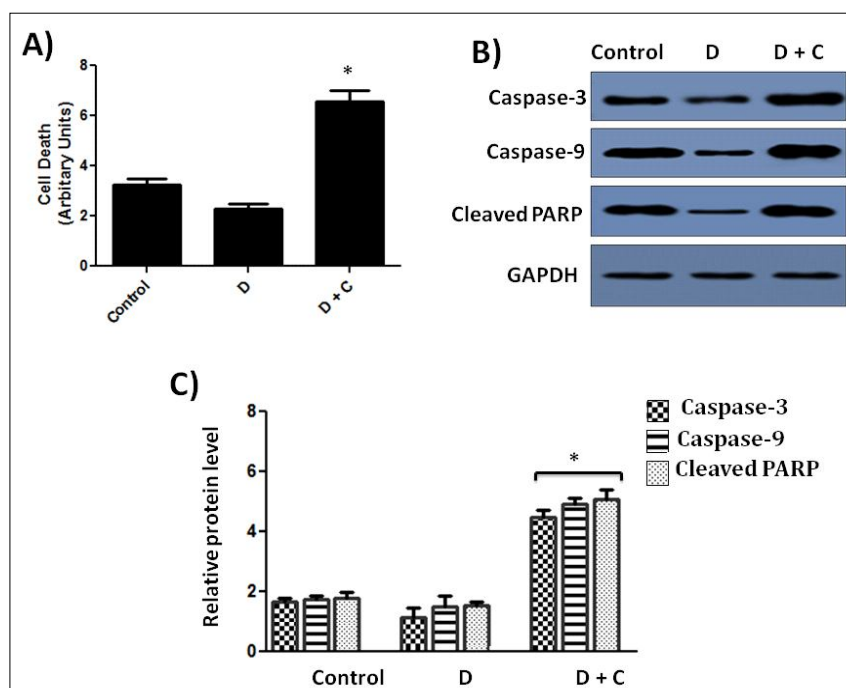 A)
Cell Death
(Arbitary Units)
8
6
4
2
0
*
Control
D
D + C
B)
Control D D + C
Caspase-3
Caspase-9
Cleaved PARP
GAPDH
C)
Relative protein level
8
6
4
2
0
*
Control D D + C
Caspase-3
Caspase-9
Cleaved PARP